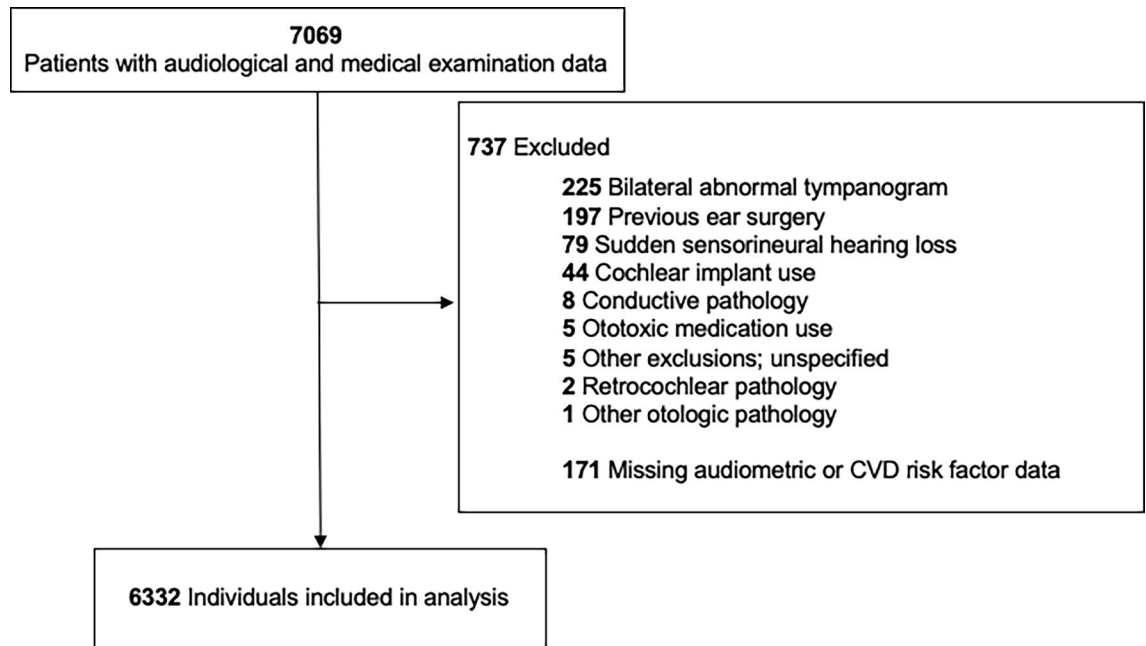 7069
Patients with audiological and medical examination data
737 Excluded
225 Bilateral abnormal tympanogram
197 Previous ear surgery
79 Sudden sensorineural hearing loss
44 Cochlear implant use
8 Conductive pathology
5 Ototoxic medication use
5 Other exclusions; unspecified
2 Retrocochlear pathology
1 Other otologic pathology
171 Missing audiometric or CVD risk factor data
6332 Individuals included in analysis